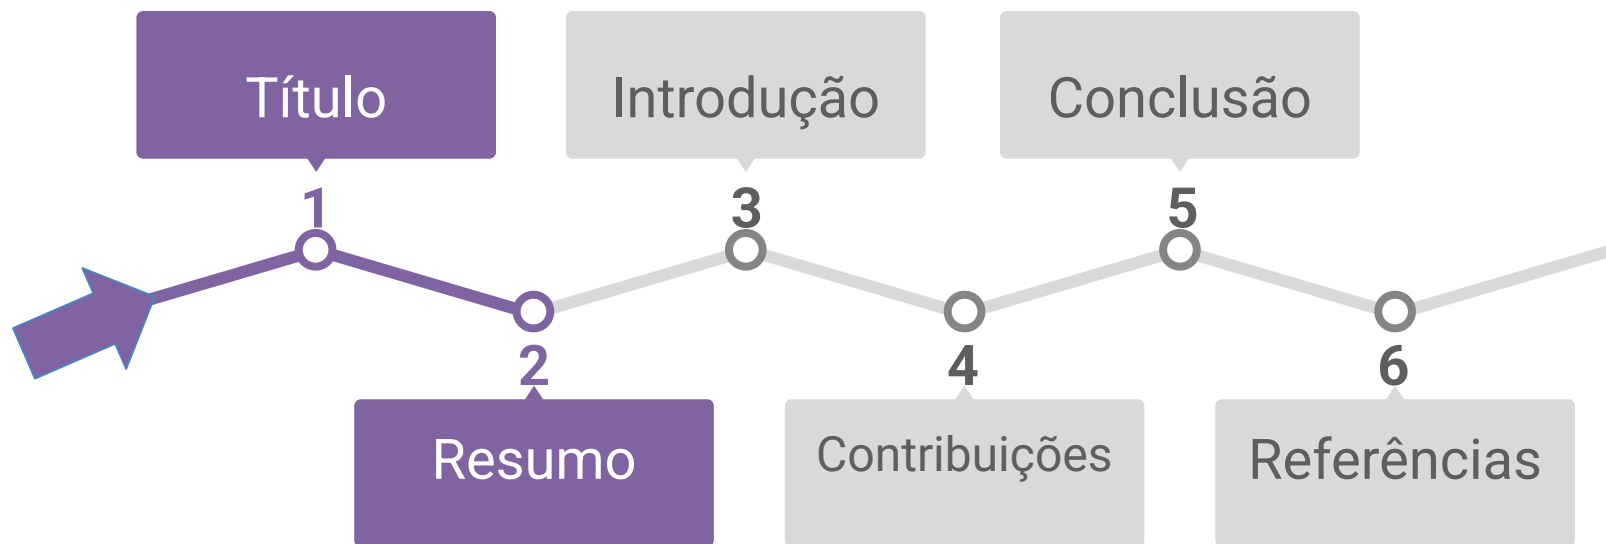 Título
1
2
Resumo
Introdução
3
4
Contribuições
Conclusão
5
6
Referências